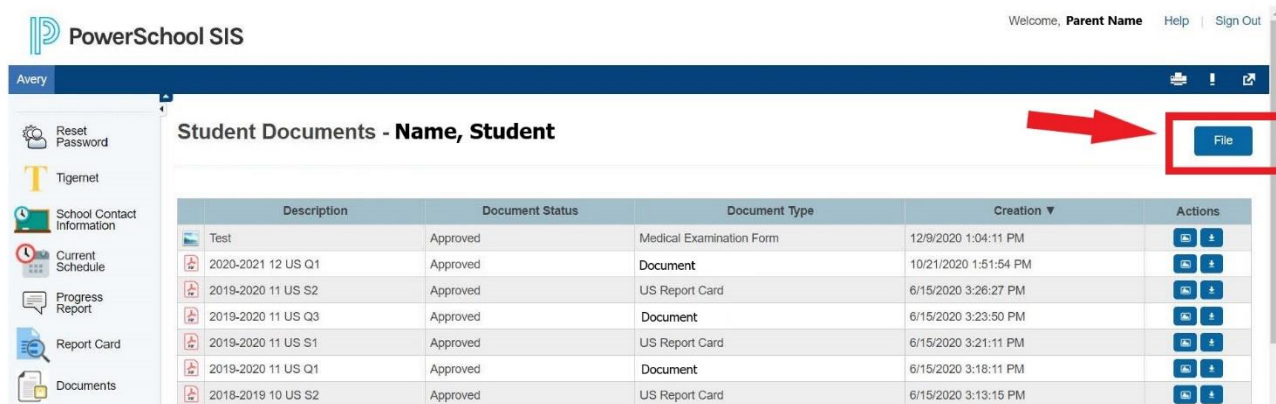 PowerSchool SIS
Welcome, Parent Name Help | Sign Out
Avery
Reset
Password
Tigernet
School Contact
Information
Current
Schedule
Progress
Report
Report Card
Documents
Student Documents - Name, Student
File
Description Document Status Document Type Creation ▼ Actions
Test Approved Medical Examination Form 12/9/2020 1:04:11 PM
2020-2021 12 US Q1 Approved Document 10/21/2020 1:51:54 PM
2019-2020 11 US S2 Approved US Report Card 6/15/2020 3:26:27 PM
2019-2020 11 US Q3 Approved Document 6/15/2020 3:23:50 PM
2019-2020 11 US S1 Approved US Report Card 6/15/2020 3:21:11 PM
2019-2020 11 US Q1 Approved Document 6/15/2020 3:18:11 PM
2018-2019 10 US S2 Approved US Report Card 6/15/2020 3:13:15 PM